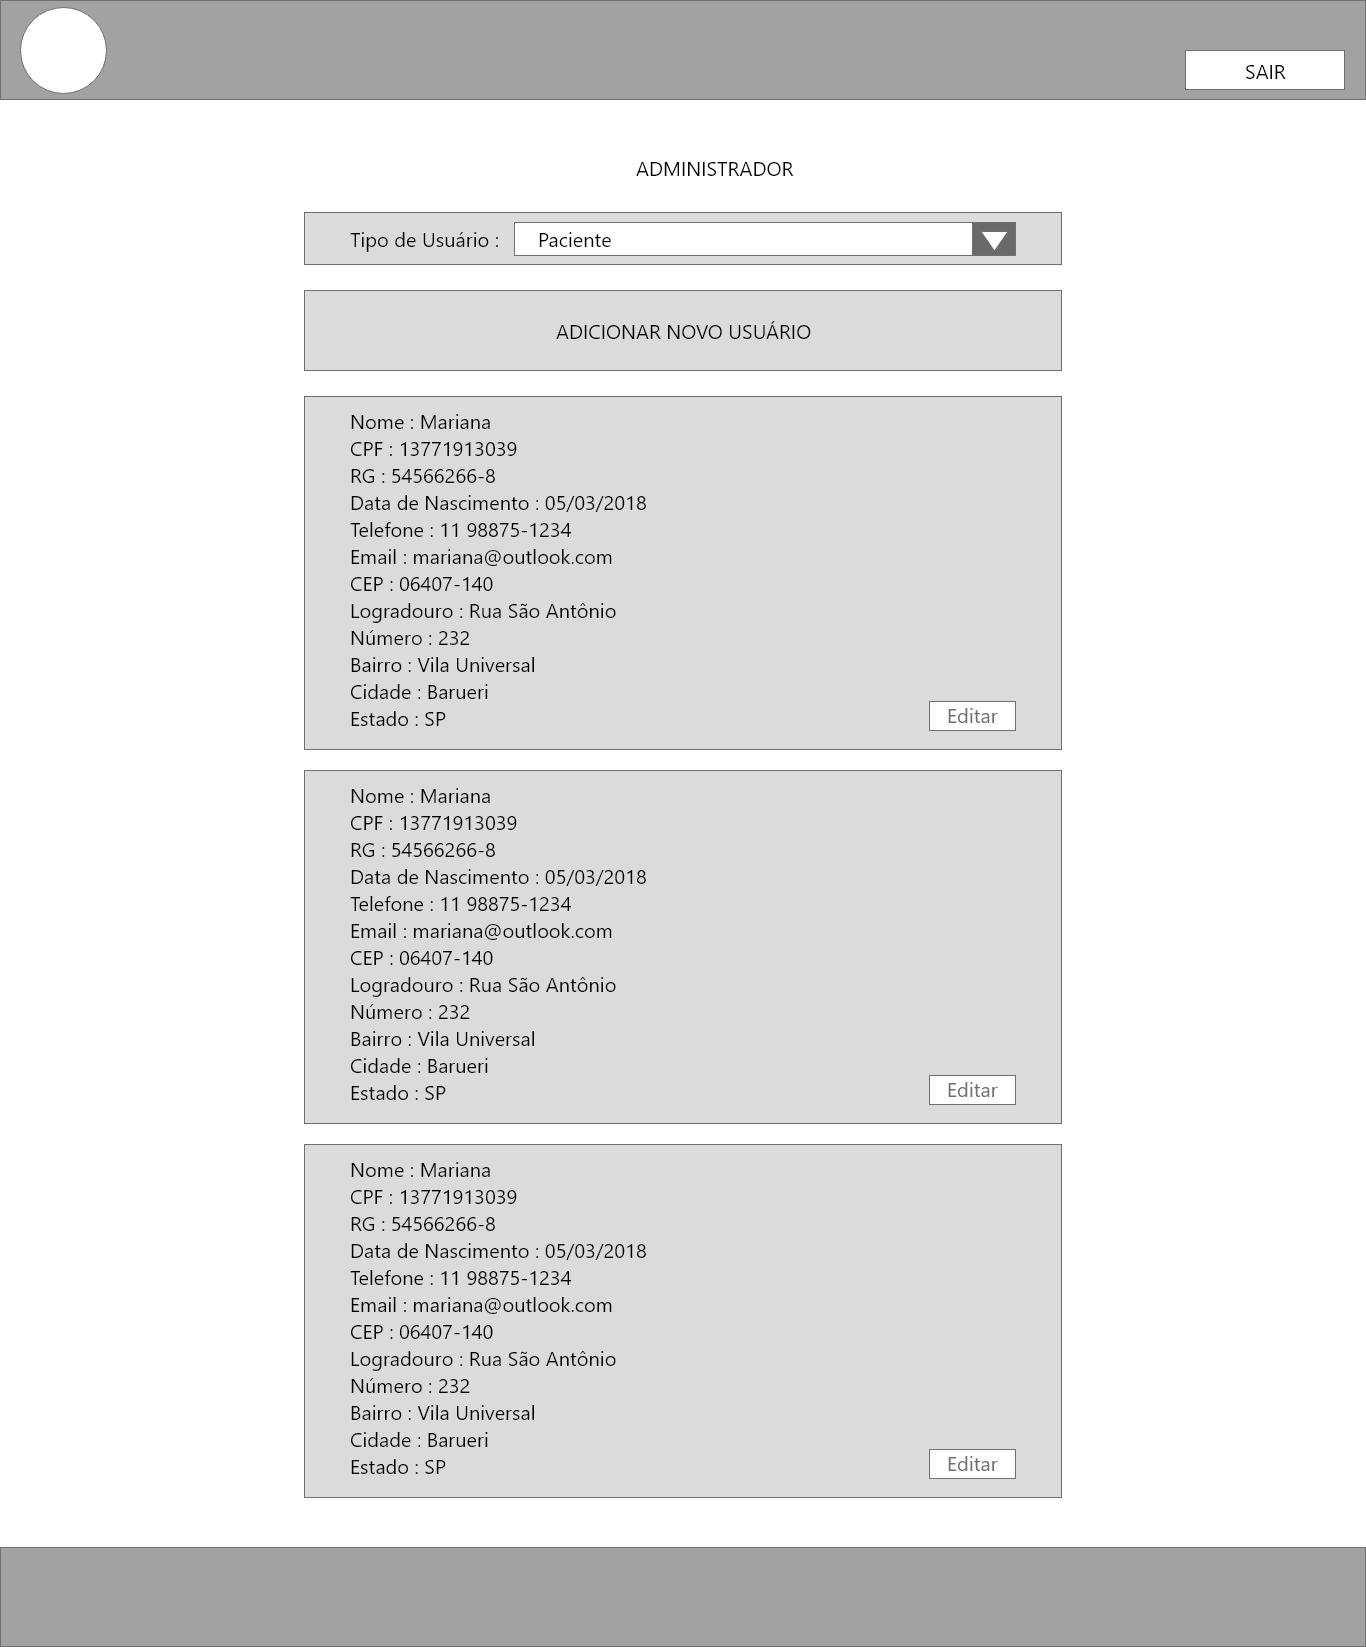 SAIR
ADMINISTRADOR
Tipo de Usuário : Paciente
ADICIONAR NOVO USUÁRIO
Nome : Mariana
CPF : 13771913039
RG : 54566266-8
Data de Nascimento : 05/03/2018
Telefone : 11 98875-1234
Email : mariana@outlook.com
CEP : 06407-140
Logradouro : Rua São Antônio
Número : 232
Bairro : Vila Universal
Cidade : Barueri
Estado : SP
Editar
Nome : Mariana
CPF : 13771913039
RG : 54566266-8
Data de Nascimento : 05/03/2018
Telefone : 11 98875-1234
Email : mariana@outlook.com
CEP : 06407-140
Logradouro : Rua São Antônio
Número : 232
Bairro : Vila Universal
Cidade : Barueri
Estado : SP
Editar
Nome : Mariana
CPF : 13771913039
RG : 54566266-8
Data de Nascimento : 05/03/2018
Telefone : 11 98875-1234
Email : mariana@outlook.com
CEP : 06407-140
Logradouro : Rua São Antônio
Número : 232
Bairro : Vila Universal
Cidade : Barueri
Estado : SP
Editar